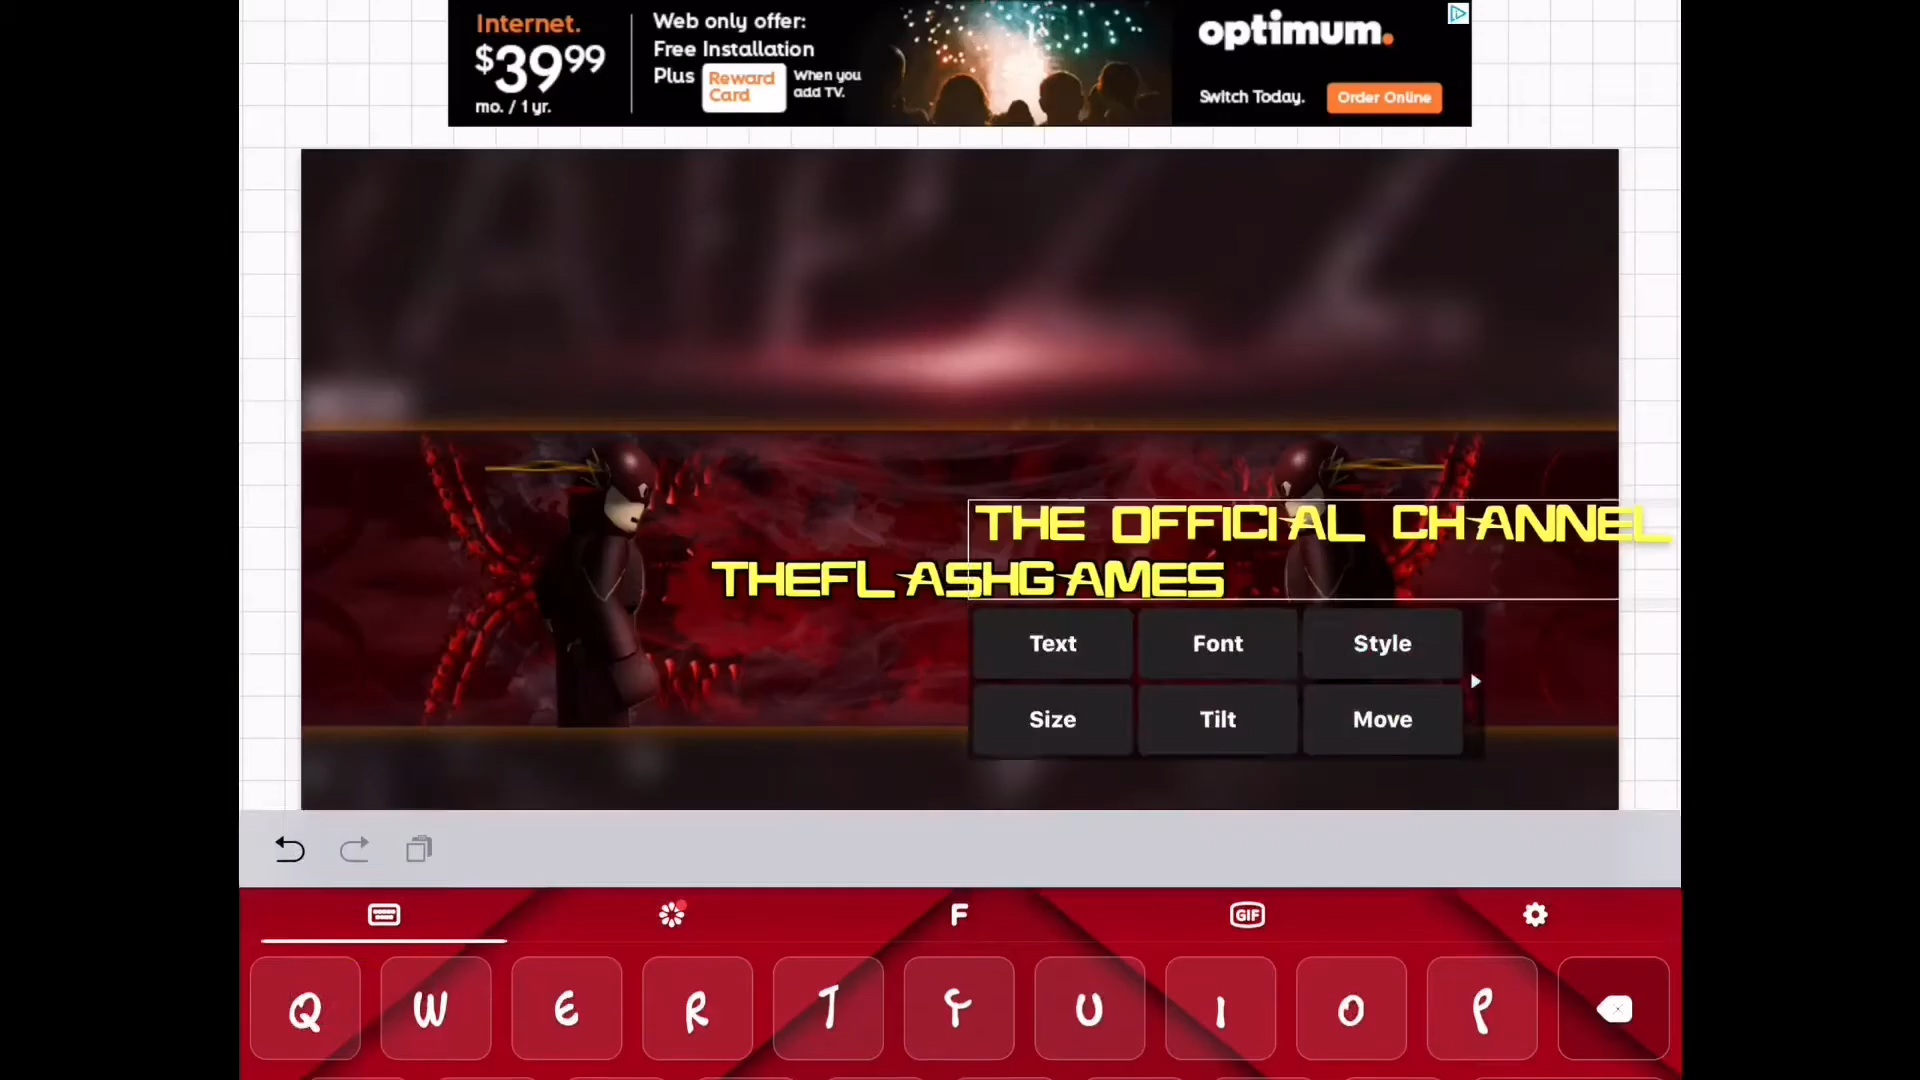 Internet.
$39 99
mo. / 1 yr.
Web only offer:
Free Installation
Plus Reward Card When you add TV.
optimum.
Switch Today. Order Online
THE OFFICIAL CHANNEL
THEFLASHGAMES
Text Font Style
Size Tilt Move
F GIF
Q W E R T Y U I O P